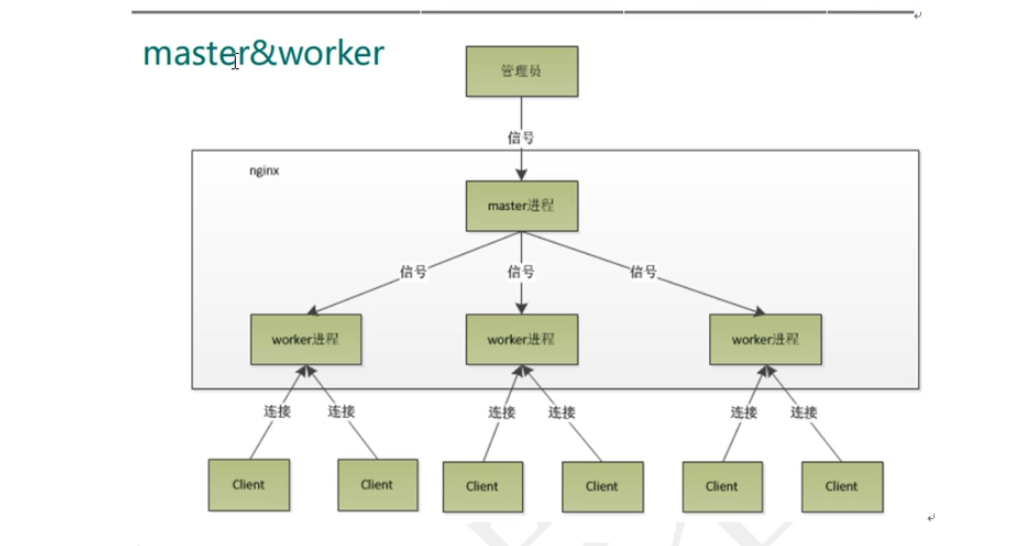 master&worker
管理员
信号
nginx
master进程
信号 信号 信号
worker进程 worker进程 worker进程
连接 连接 连接 连接 连接 连接
Client Client Client Client Client Client